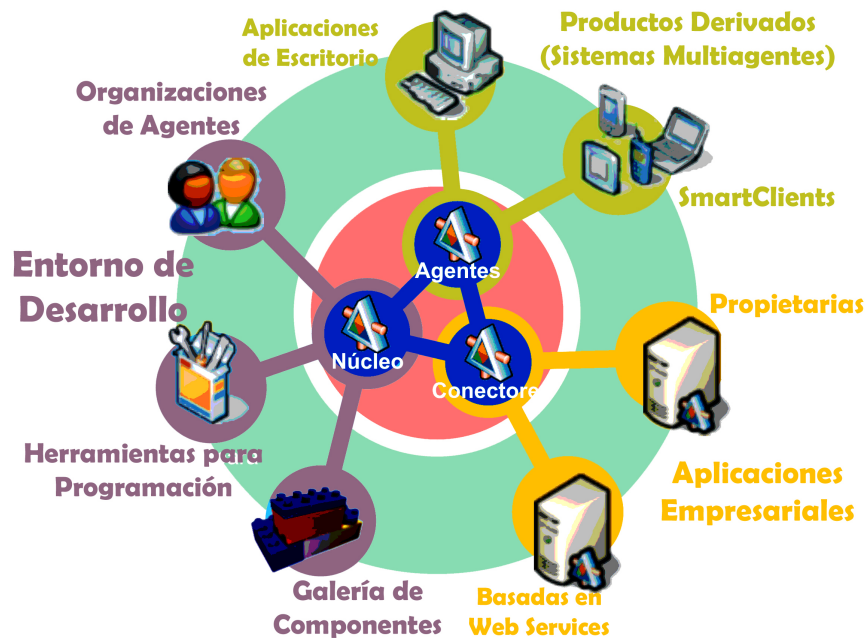 Aplicaciones
de Escritorio
Productos Derivados
(Sistemas Multiagentes)
Organizaciones
de Agentes
SmartClients
Agentes
Entorno de
Desarrollo
Propietarias
Núcleo
Conectore
Herramientas para
Programación
Aplicaciones
Empresariales
Galería de
Componentes
Basadas en
Web Services